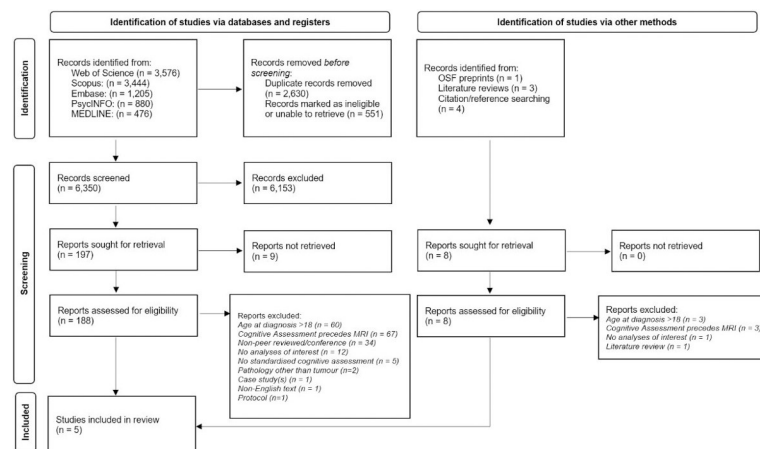 Identification of studies via databases and registers
Identification of studies via other methods
Identification
Records identified from:
Web of Science (n = 3,576)
Scopus: (n = 3,444)
Embase: (n = 1,205)
PsycINFO: (n = 880)
MEDLINE: (n = 476)
Records removed before
screening:
Duplicate records removed
(n = 2,630)
Records marked as ineligible
or unable to retrieve (n = 551)
Records identified from:
OSF preprints (n = 1)
Literature reviews (n = 3)
Citation/reference searching
(n = 4)
Screening
Records screened
(n = 6,350)
Records excluded
(n = 6,153)
Reports sought for retrieval
(n = 197)
Reports not retrieved
(n = 9)
Reports sought for retrieval
(n = 8)
Reports not retrieved
(n = 0)
Reports assessed for eligibility
(n = 188)
Reports excluded:
Age at diagnosis >18 (n = 60)
Cognitive Assessment precedes MRI (n = 67)
Non-peer reviewed/conference (n = 34)
No analyses of interest (n = 12)
No standardised cognitive assessment (n = 5)
Pathology other than tumour (n=2)
Case study(s) (n = 1)
Non-English text (n = 1)
Protocol (n=1)
Reports assessed for eligibility
(n = 8)
Reports excluded:
Age at diagnosis >18 (n = 3)
Cognitive Assessment precedes MRI (n = 3)
No analyses of interest (n = 1)
Literature review (n = 1)
Included
Studies included in review
(n = 5)